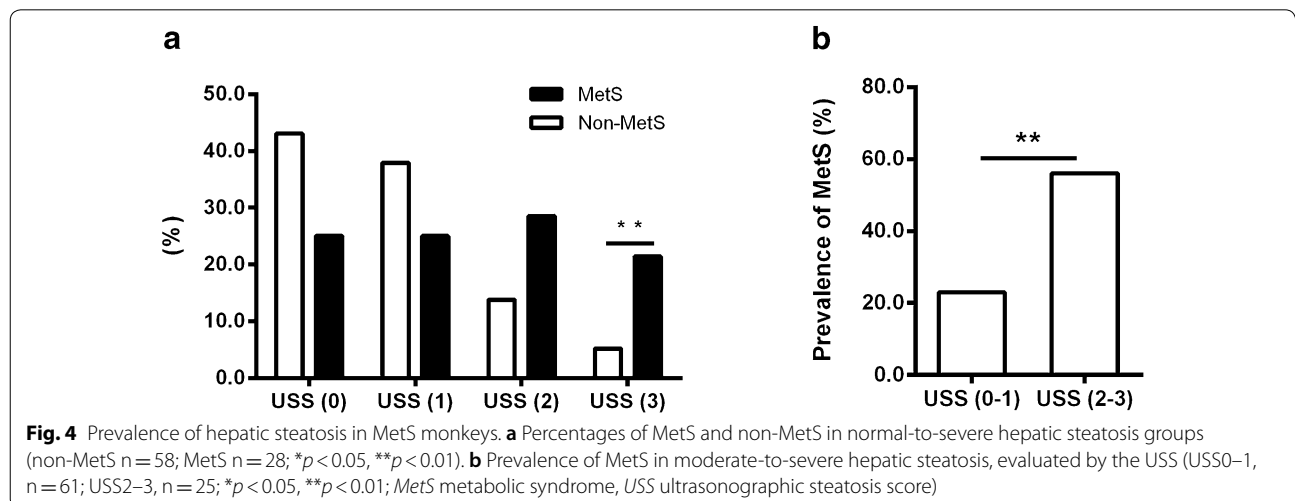 a
50.0
40.0
30.0
20.0
10.0
0.0
(%)
MetS
Non-MetS
* *
USS (0) USS (1) USS (2) USS (3)
b
80.0
60.0
40.0
20.0
0.0
Prevalence of MetS (%)
**
USS (0-1) USS (2-3)
Fig. 4 Prevalence of hepatic steatosis in MetS monkeys. a Percentages of MetS and non-MetS in normal-to-severe hepatic steatosis groups
(non-MetS n = 58; MetS n = 28; *p < 0.05, **p < 0.01). b Prevalence of MetS in moderate-to-severe hepatic steatosis, evaluated by the USS (USS0–1,
n = 61; USS2–3, n = 25; *p < 0.05, **p < 0.01; MetS metabolic syndrome, USS ultrasonographic steatosis score)